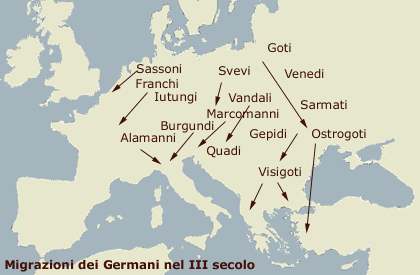 Goti
Venedi
Sassoni
Svevi
Franchi
Iutungi
Vandali
Sarmati
Marcomanni
Burgundi
Gepidi
Ostrogoti
Alamanni
Quadi
Visigoti
Migrazioni dei Germani nel III secolo